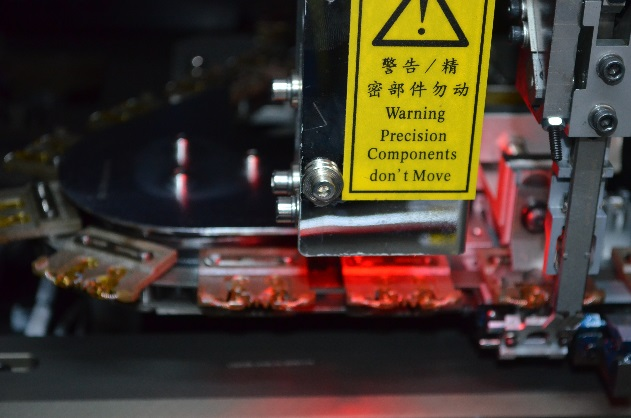 警告/精
密部件勿动
Warning
Precision
Components
don't Move